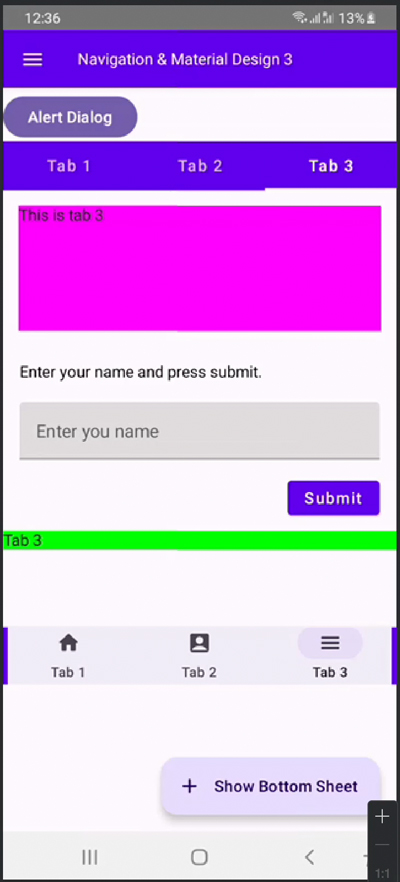 12:36
13%
Navigation & Material Design 3
Alert Dialog
Tab 1
Tab 2
Tab 3
This is tab 3
Enter your name and press submit.
Enter you name
Submit
Tab 3
Tab 1
Tab 2
Tab 3
+ Show Bottom Sheet
1:1